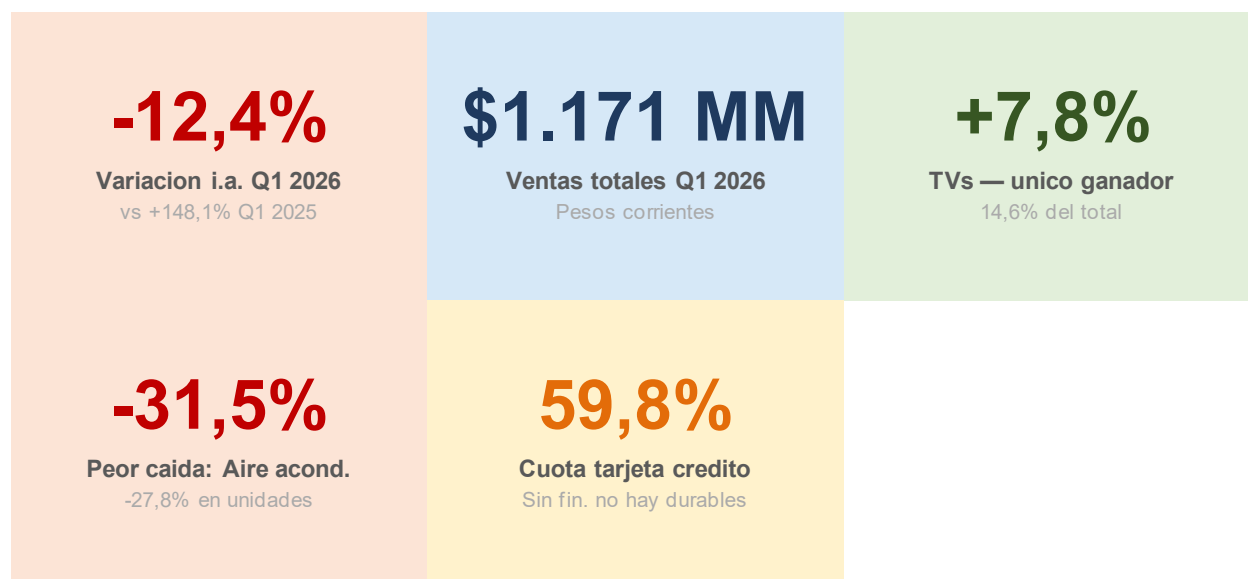 -12,4%
Variacion i.a. Q1 2026
vs +148,1% Q1 2025
$1.171 MM
Ventas totales Q1 2026
Pesos corrientes
+7,8%
TVs — unico ganador
14,6% del total
-31,5%
Peor caida: Aire acond.
-27,8% en unidades
59,8%
Cuota tarjeta credito
Sin fin. no hay durables